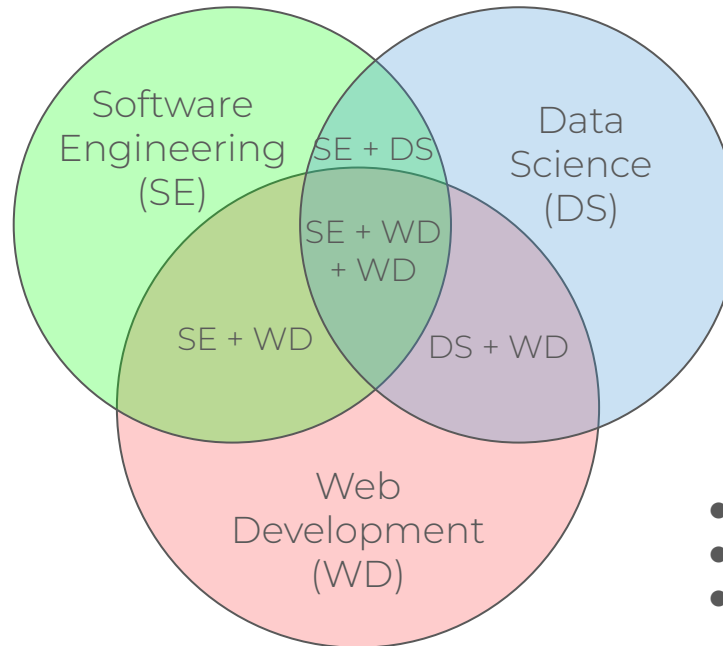 Software
Engineering
(SE)
SE + DS
Data
Science
(DS)
SE + WD
+ WD
SE + WD
DS + WD
Web
Development
(WD)
•
•
•